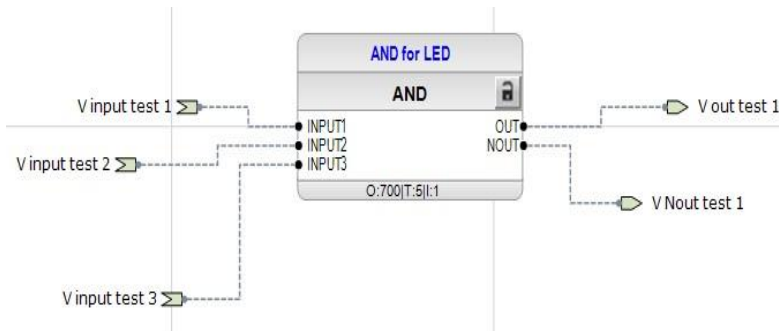 AND for LED
AND
V input test 1
INPUT1
OUT
V out test 1
INPUT2
NOUT
V input test 2
INPUT3
O:700|T:5|I:1
V Nout test 1
V input test 3